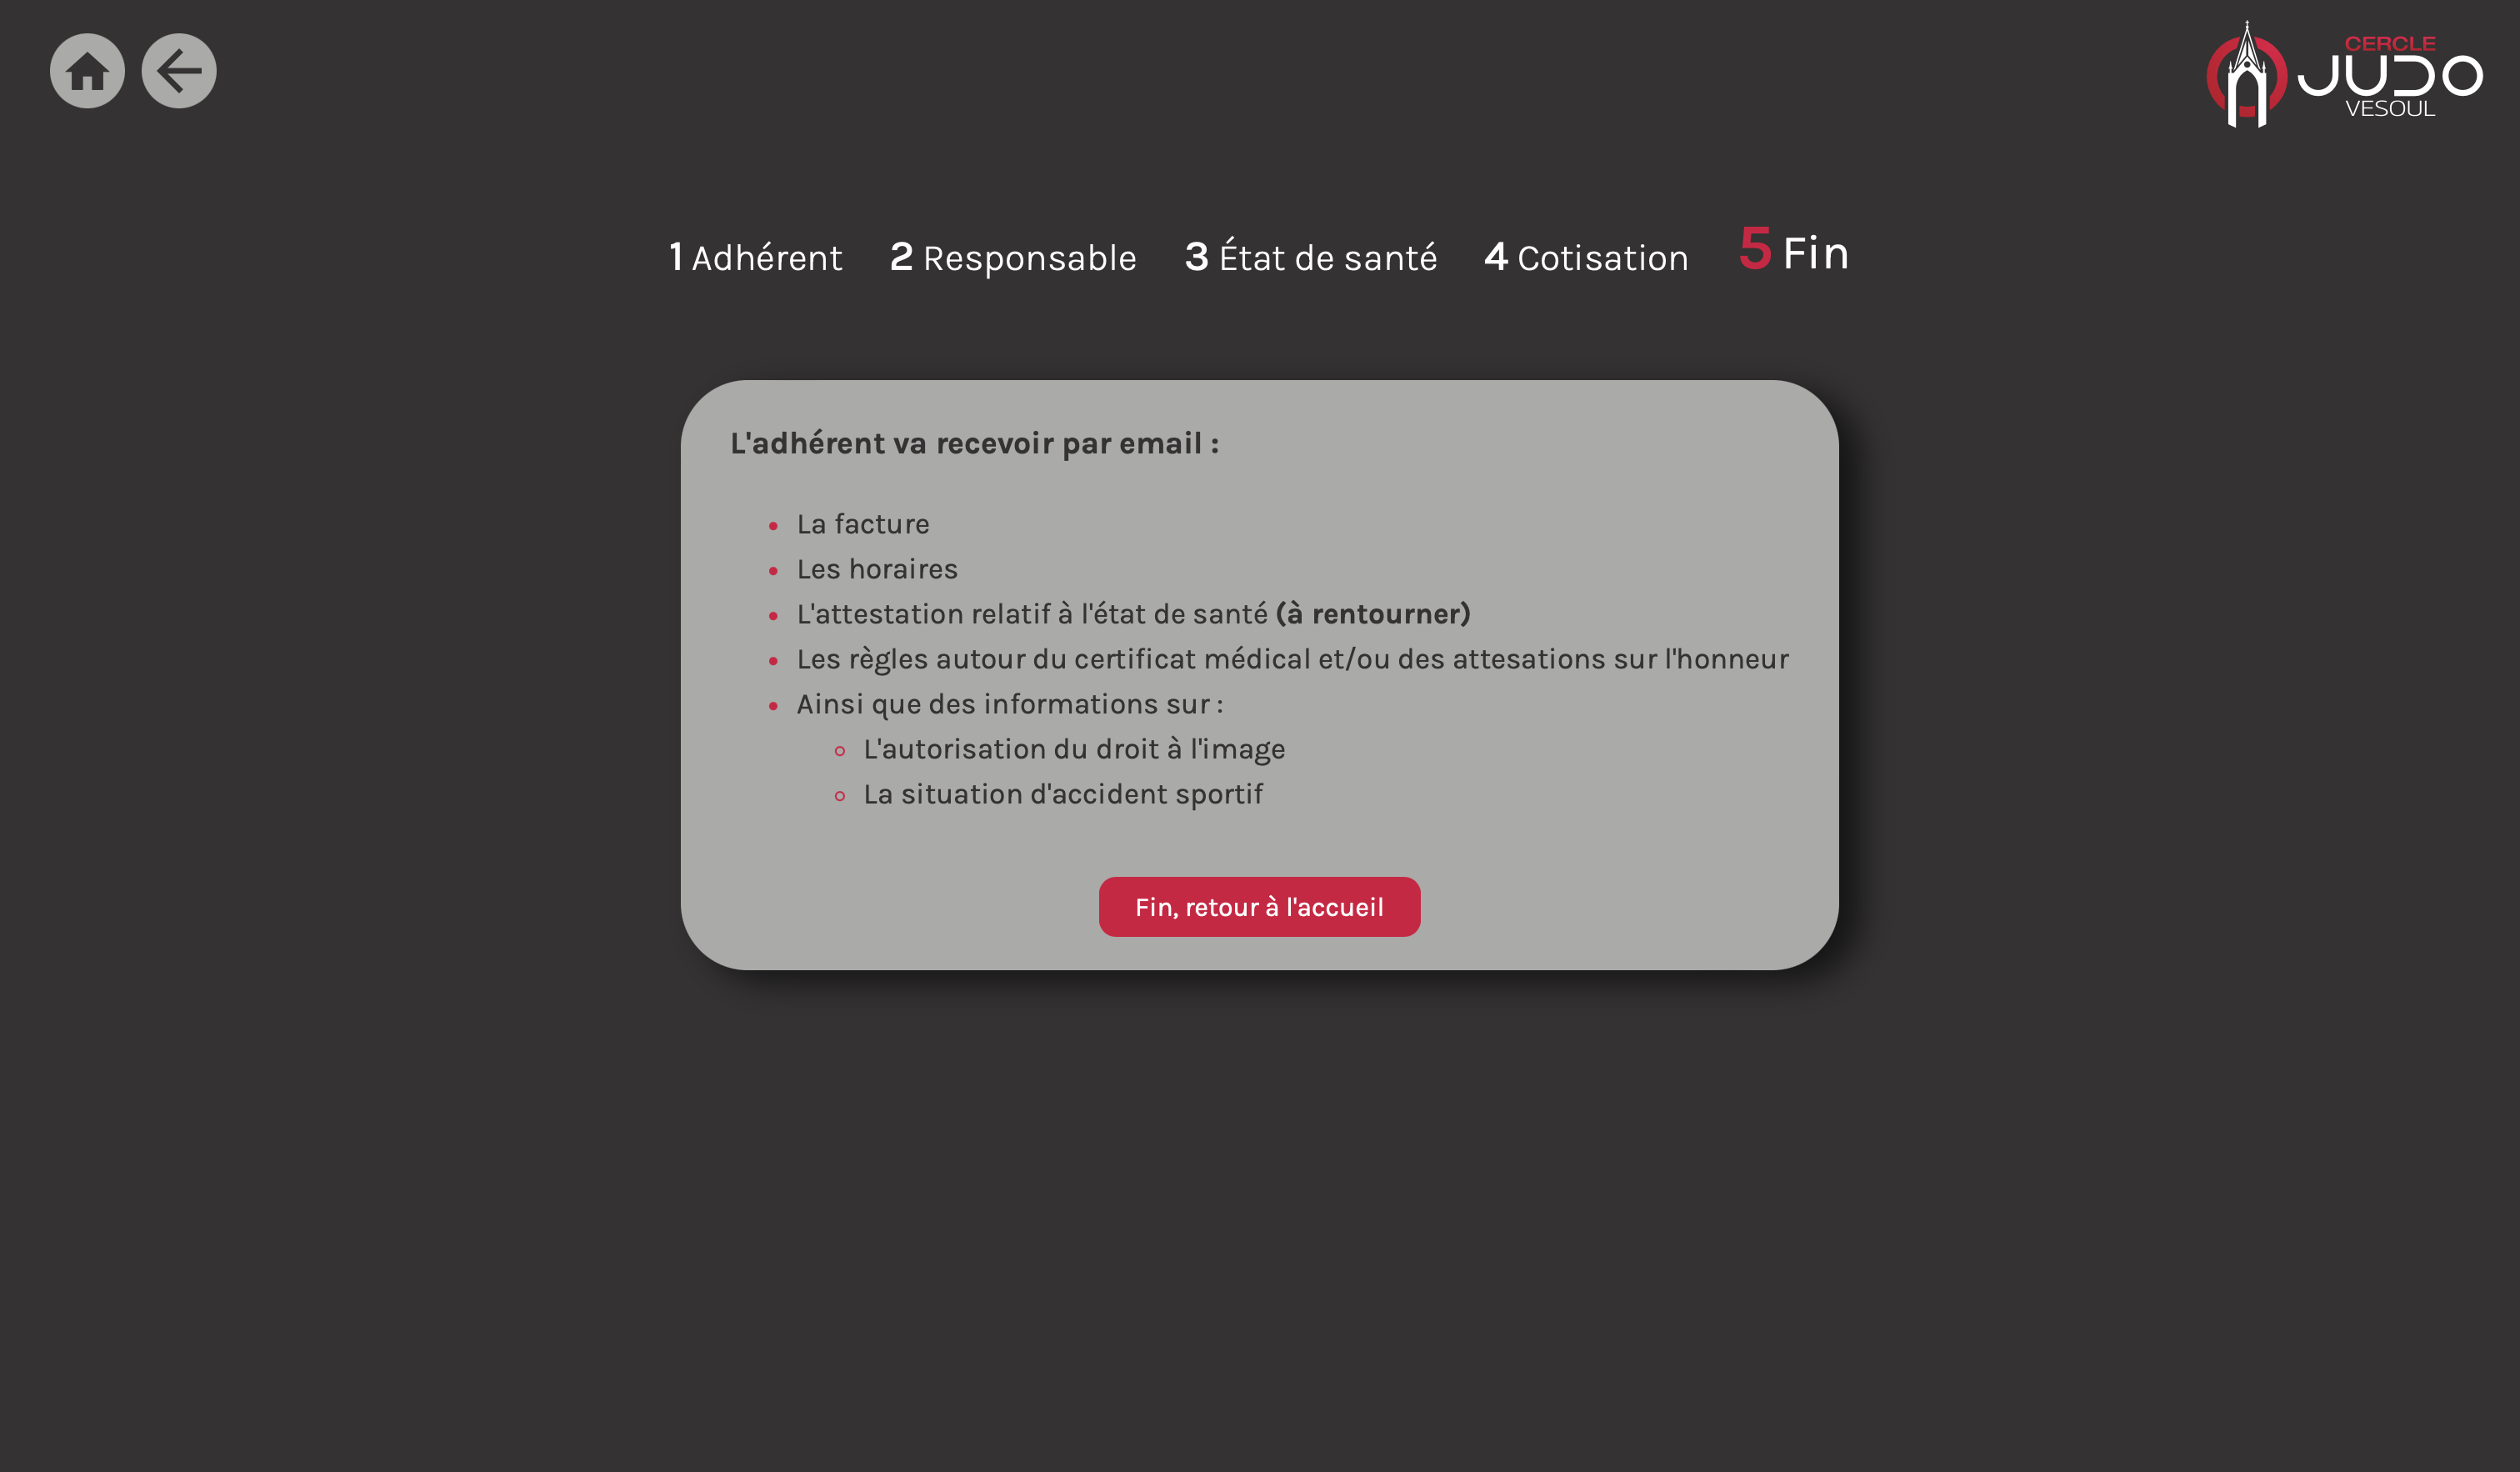 CERCLE
JUDO
VESOUL
1 Adhérent 2 Responsable 3 État de santé 4 Cotisation 5 Fin
L'adhérent va recevoir par email :
La facture
Les horaires
L'attestation relatif à l'état de santé (à rentourner)
Les règles autour du certificat médical et/ou des attesations sur l'honneur
Ainsi que des informations sur :
L'autorisation du droit à l'image
La situation d'accident sportif
Fin, retour à l'accueil